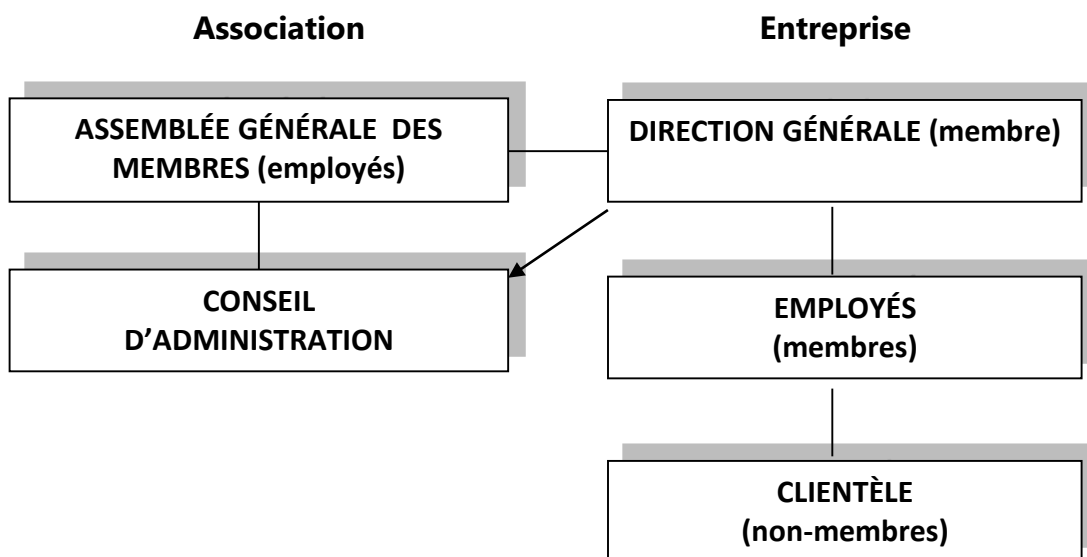 Association
Entreprise
ASSEMBLÉE GÉNÉRALE DES
MEMBRES (employés)
DIRECTION GÉNÉRALE (membre)
CONSEIL
D’ADMINISTRATION
EMPLOYÉS
(membres)
CLIENTÈLE
(non-membres)